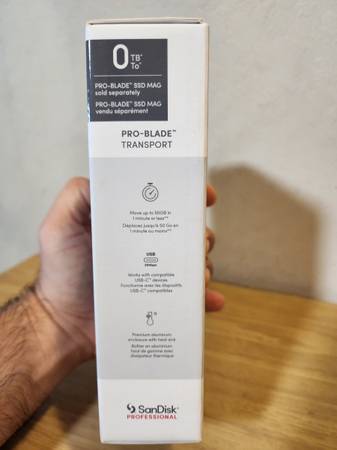 0 TB*
To*
PRO-BLADE™ SSD MAG
sold separately
PRO-BLADE™ SSD MAG
vendu séparément
PRO-BLADE™
TRANSPORT
Move up to 50GB in
1 minute or less**
Déplacez jusqu'à 50 Go en
1 minute ou moins**
USB
20Gbps
Works with compatible
USB-C™ devices
Fonctionne avec les dispositifs
USB-C™ compatibles
Premium aluminum
enclosure with heat sink
Boîtier en aluminium
haut de gamme avec
dissipateur thermique
SanDisk®
PROFESSIONAL